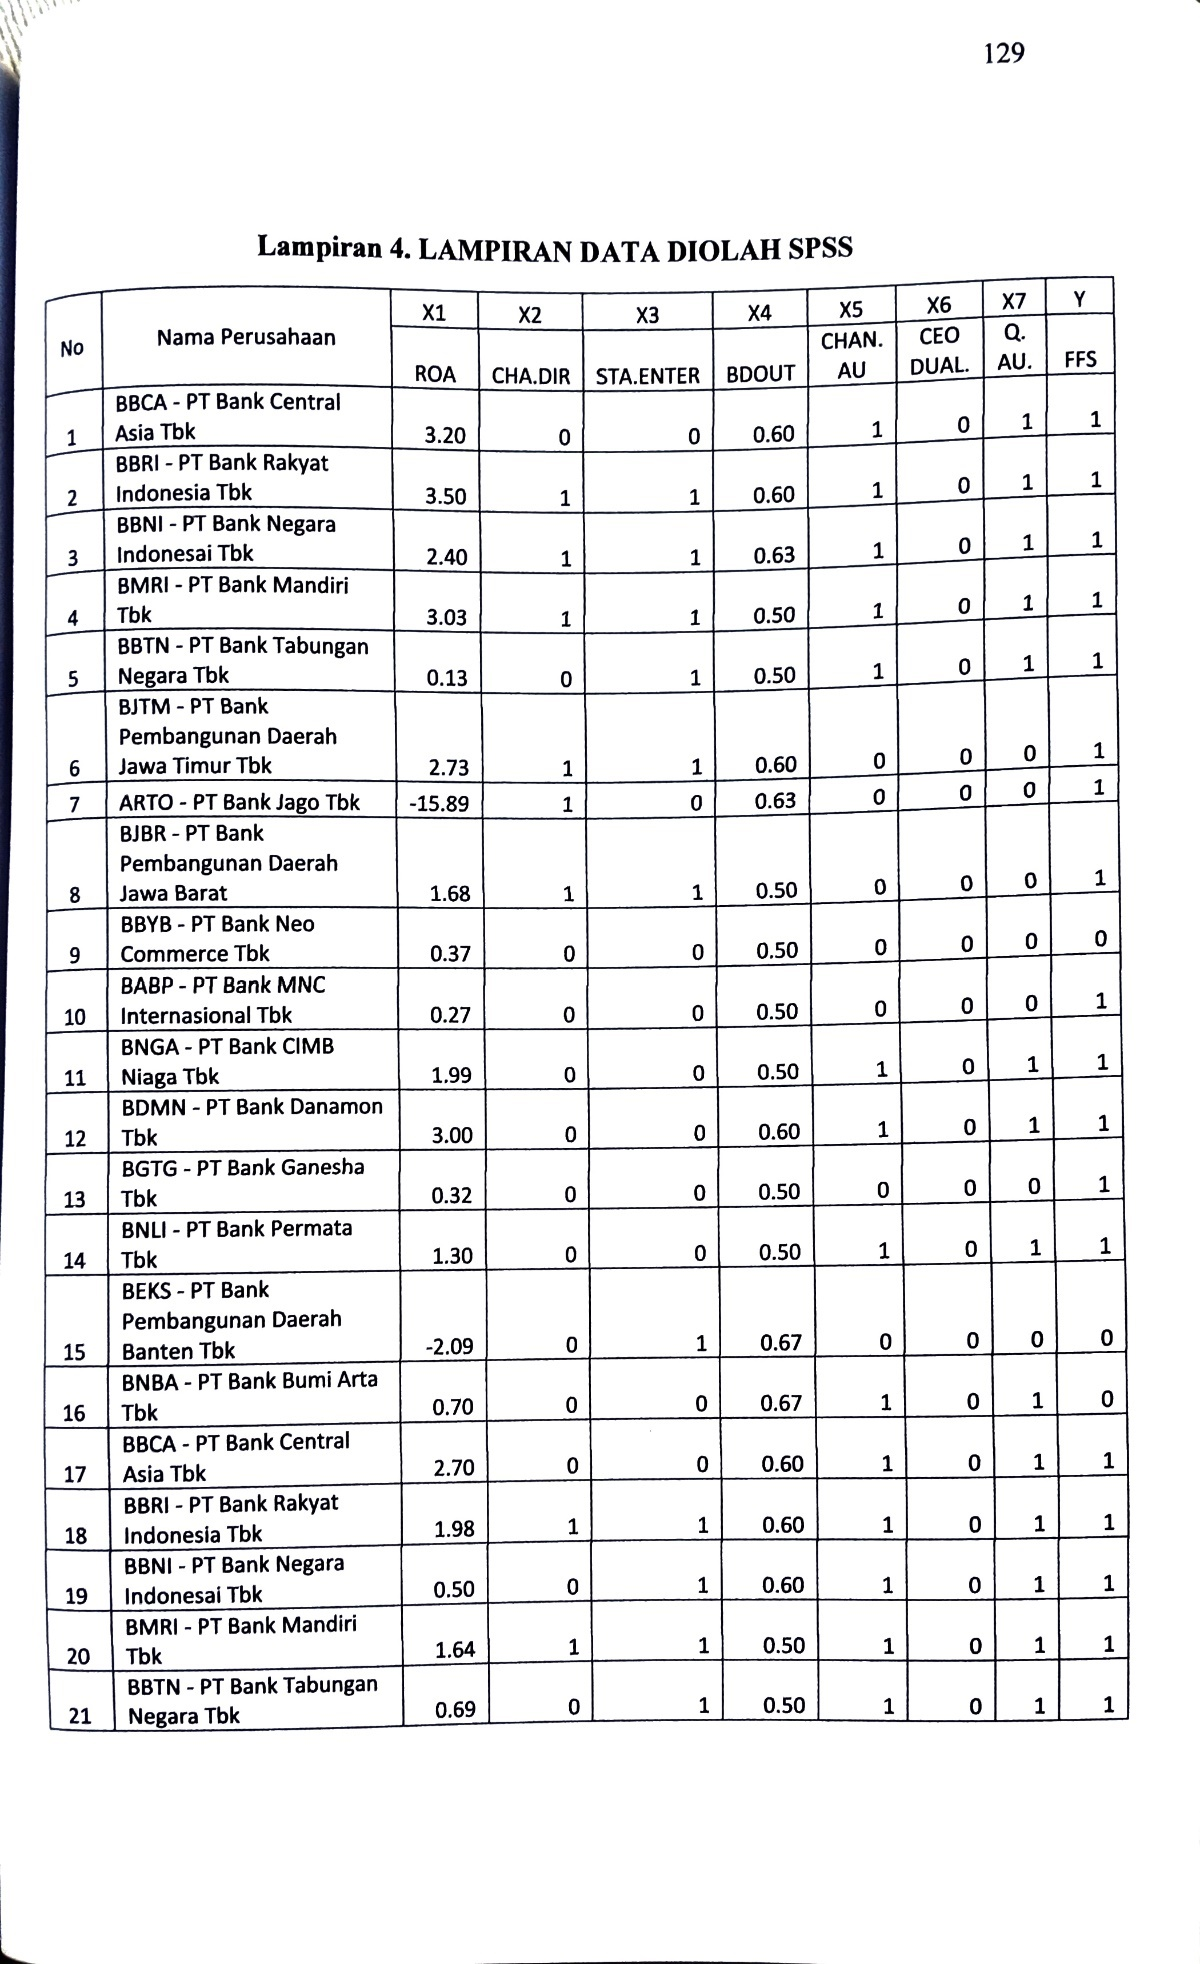 129
Lampiran 4. LAMPIRAN DATA DIOLAH SPSS
No Nama Perusahaan X1 X2 X3 X4 X5 X6 X7 Y
ROA CHA.DIR STA.ENTER BDOUT CHAN. AU CEO DUAL. Q. AU. FFS
BBCA - PT Bank Central
1 Asia Tbk 3.20 0 0 0.60 1 0 1 1
BBRI - PT Bank Rakyat
2 Indonesia Tbk 3.50 1 1 0.60 1 0 1 1
BBNI - PT Bank Negara
3 Indonesai Tbk 2.40 1 1 0.63 1 0 1 1
BMRI - PT Bank Mandiri
4 Tbk 3.03 1 1 0.50 1 0 1 1
BBTN - PT Bank Tabungan
5 Negara Tbk 0.13 0 1 0.50 1 0 1 1
BJTM - PT Bank
Pembangunan Daerah
6 Jawa Timur Tbk 2.73 1 1 0.60 0 0 0 1
7 ARTO - PT Bank Jago Tbk -15.89 1 0 0.63 0 0 0 1
BJBR - PT Bank
Pembangunan Daerah
8 Jawa Barat 1.68 1 1 0.50 0 0 0 1
BBYB - PT Bank Neo
9 Commerce Tbk 0.37 0 0 0.50 0 0 0 0
BABP - PT Bank MNC
10 Internasional Tbk 0.27 0 0 0.50 0 0 0 1
BNGA - PT Bank CIMB
11 Niaga Tbk 1.99 0 0 0.50 1 0 1 1
BDMN - PT Bank Danamon
12 Tbk 3.00 0 0 0.60 1 0 1 1
BGTG - PT Bank Ganesha
13 Tbk 0.32 0 0 0.50 0 0 0 1
BNLI - PT Bank Permata
14 Tbk 1.30 0 0 0.50 1 0 1 1
BEKS - PT Bank
Pembangunan Daerah
15 Banten Tbk -2.09 0 1 0.67 0 0 0 0
BNBA - PT Bank Bumi Arta
16 Tbk 0.70 0 0 0.67 1 0 1 0
BBCA - PT Bank Central
17 Asia Tbk 2.70 0 0 0.60 1 0 1 1
BBRI - PT Bank Rakyat
18 Indonesia Tbk 1.98 1 1 0.60 1 0 1 1
BBNI - PT Bank Negara
19 Indonesai Tbk 0.50 0 1 0.60 1 0 1 1
BMRI - PT Bank Mandiri
20 Tbk 1.64 1 1 0.50 1 0 1 1
BBTN - PT Bank Tabungan
21 Negara Tbk 0.69 0 1 0.50 1 0 1 1